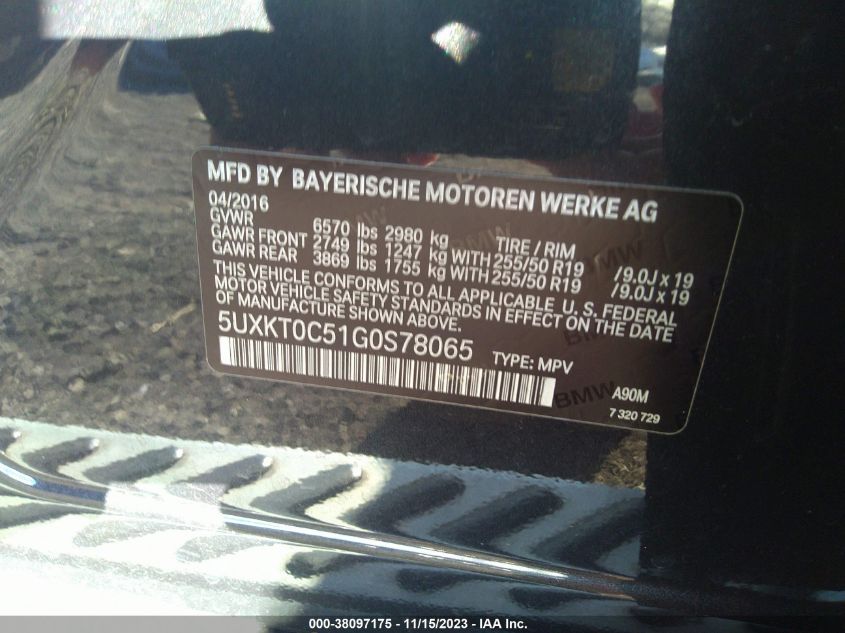 MFD BY BAYERISCHE MOTOREN WERKE AG
04/2016
GVWR 6570 lbs 2980 kg TIRE / RIM
GAWR FRONT 2749 lbs 1247 kg WITH 255/50 R19 /9.0J x 19
GAWR REAR 3869 lbs 1755 kg WITH 255/50 R19 /9.0J x 19
THIS VEHICLE CONFORMS TO ALL APPLICABLE U. S. FEDERAL
MOTOR VEHICLE SAFETY STANDARDS IN EFFECT ON THE DATE
OF MANUFACTURE SHOWN ABOVE.
5UXKT0C51G0S78065 TYPE: MPV
A90M
7 320 729
000-38097175 - 11/15/2023 - IAA Inc.